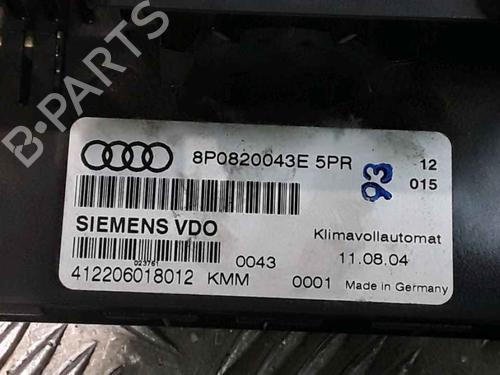 8P0820043E 5PR
93
12
015
SIEMENS VDO
Klimavollautomat
023751
0043
11.08.04
412206018012 KMM 0001 Made in Germany
B-PARTS